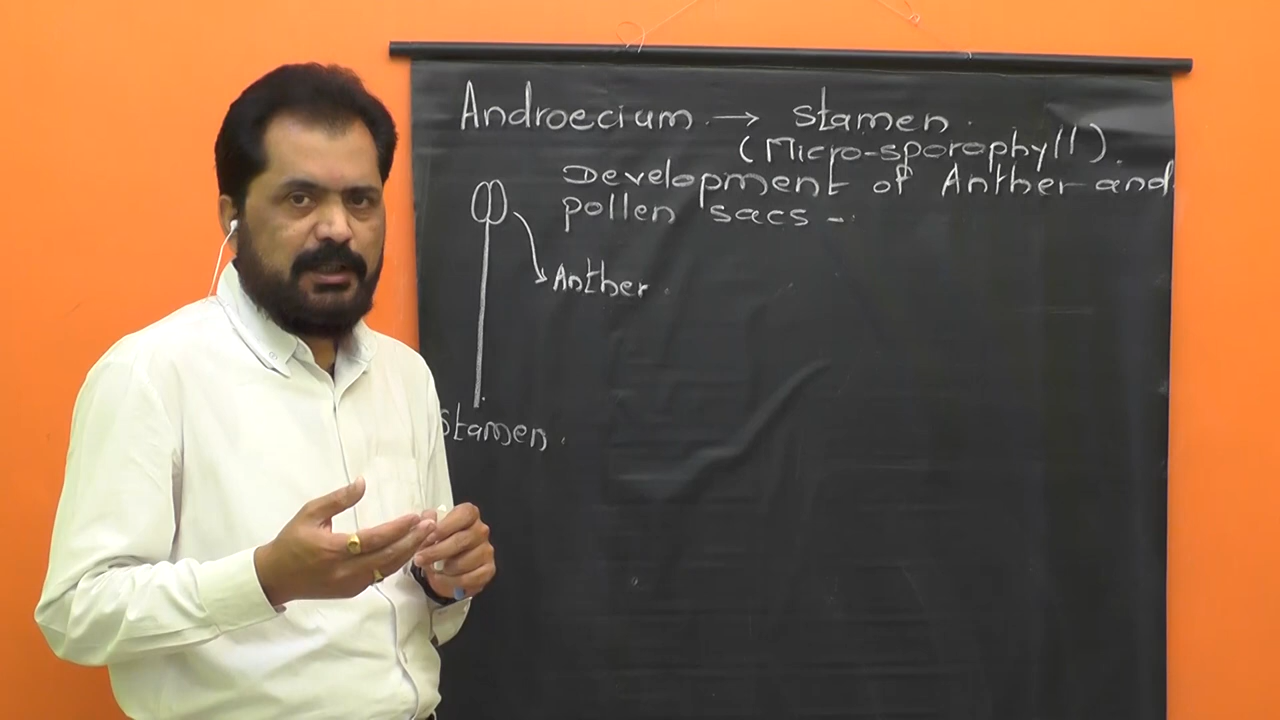 Androecium → stamen.
(Micro-sporophyll).
Development of Anther and
pollen sacs -
Anther.
Stamen.